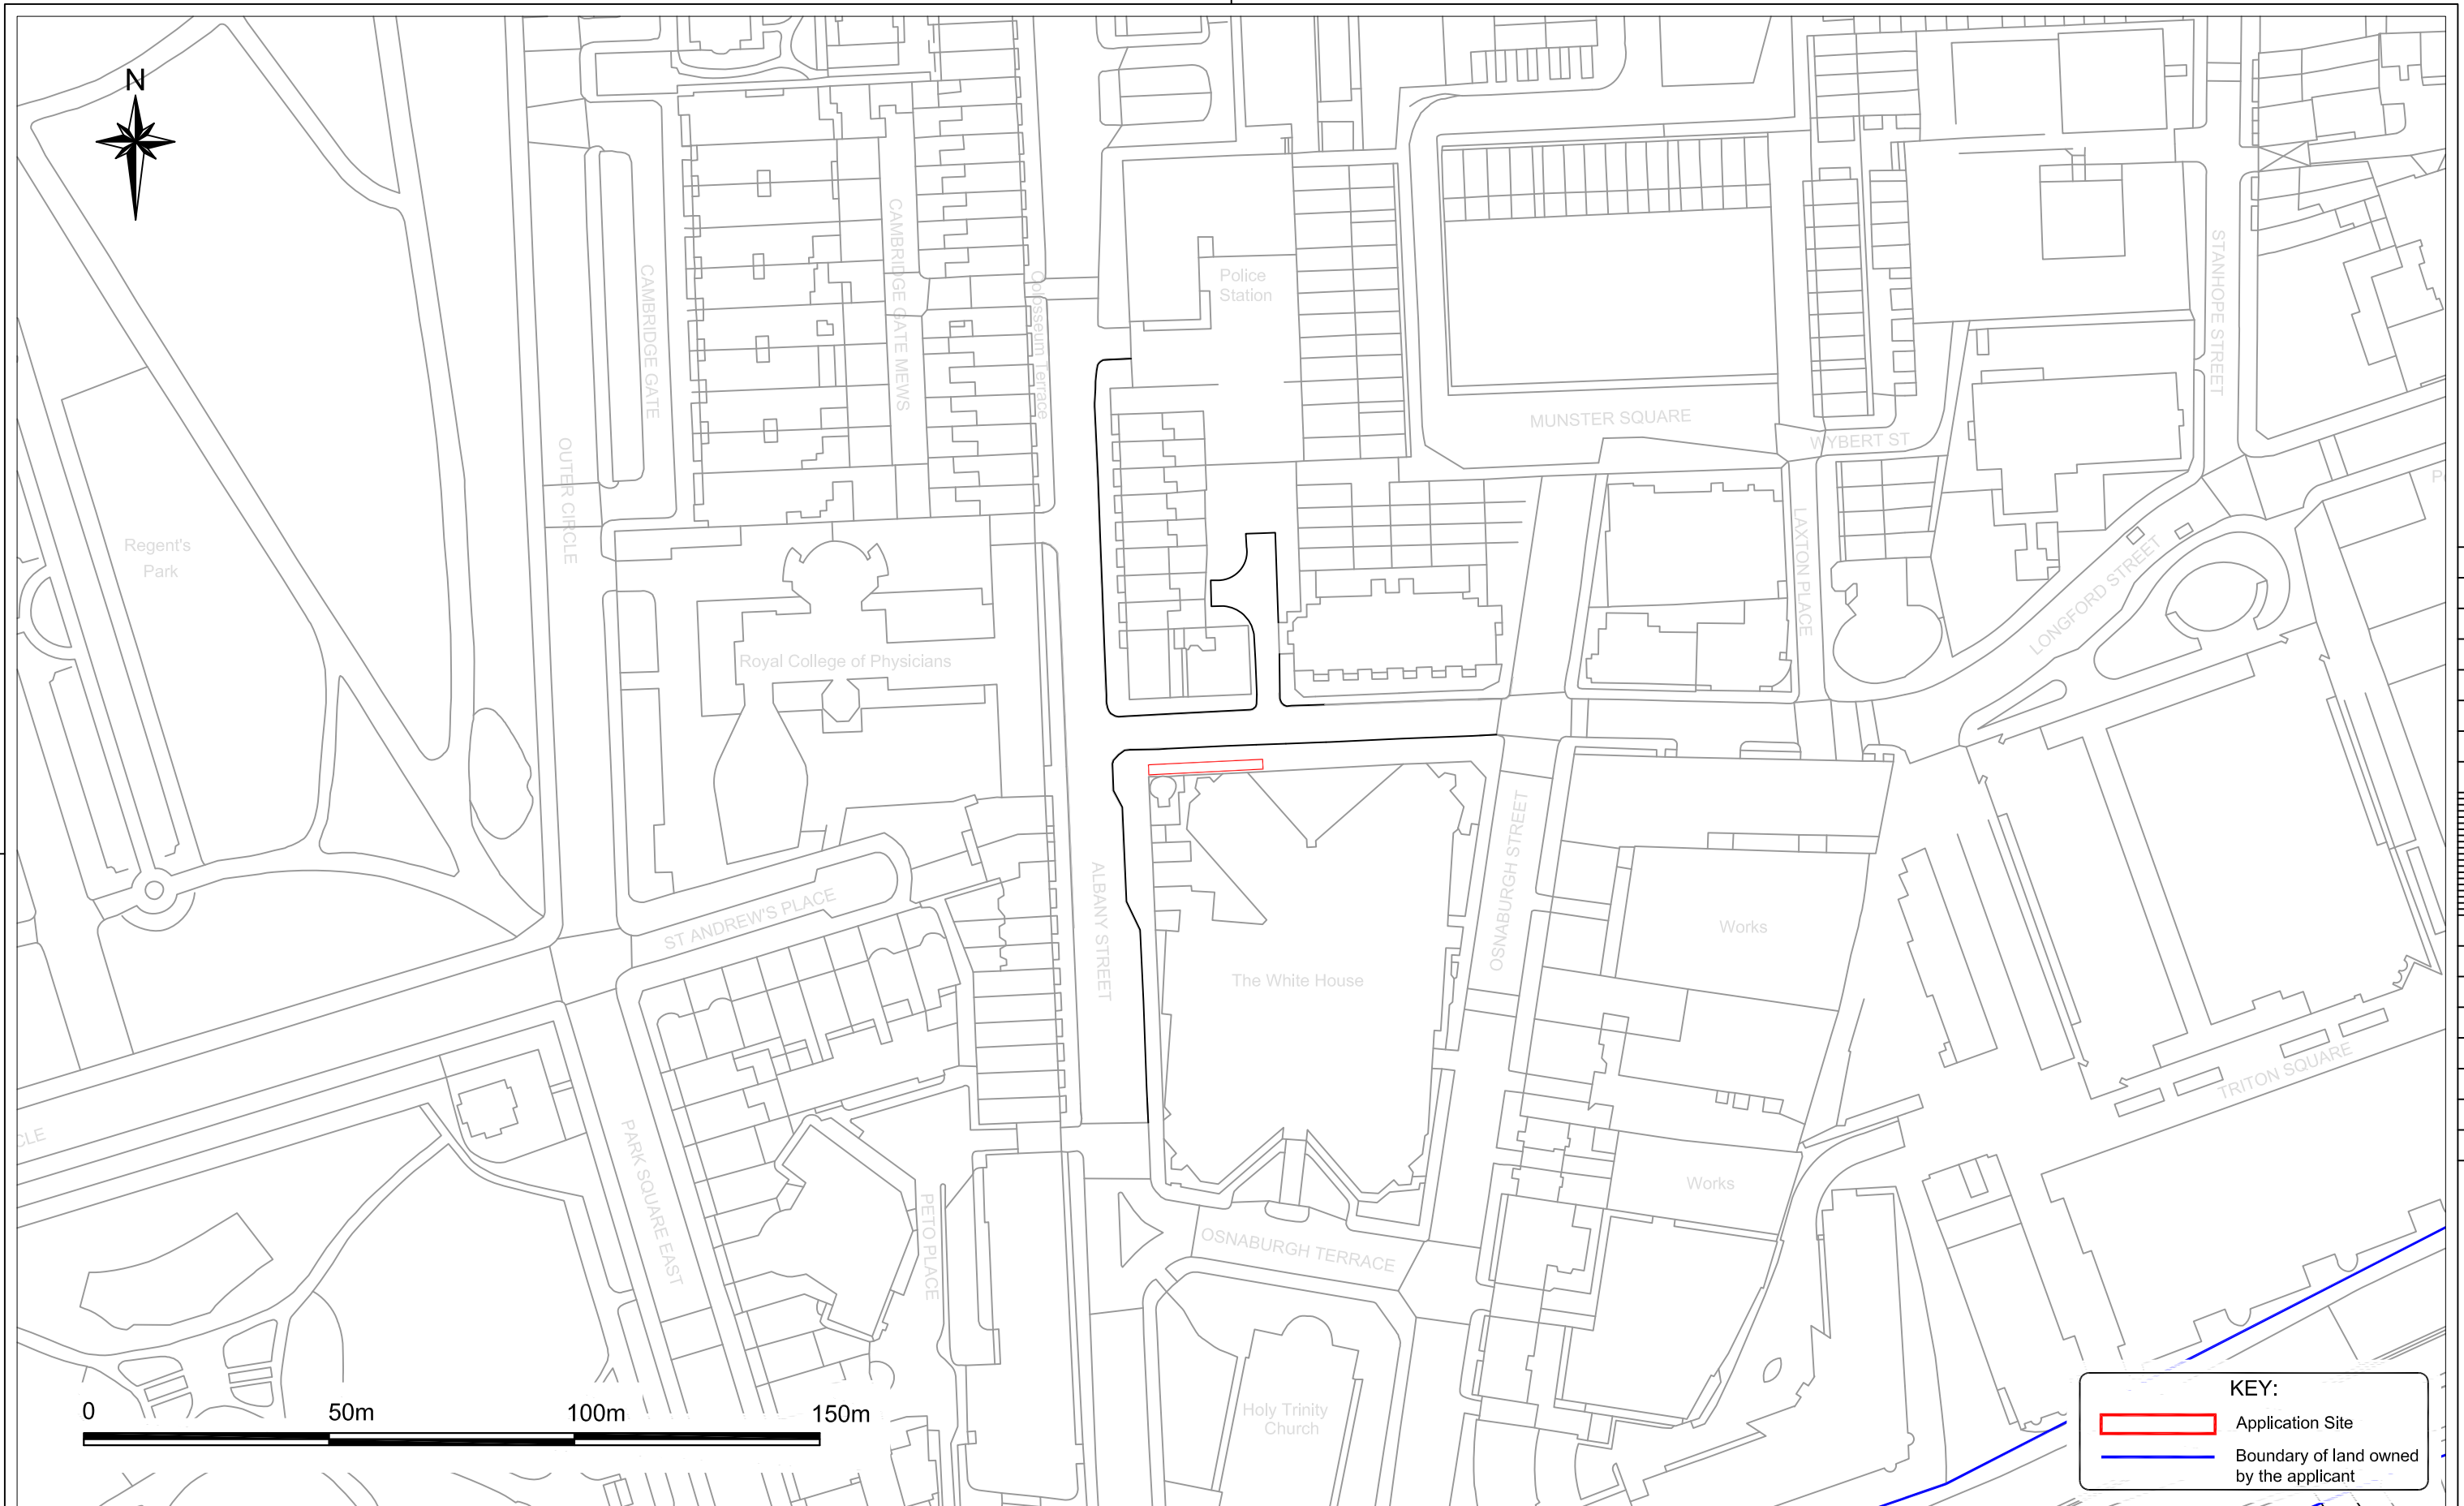 N
CAMBRIDGE GATE
CAMBRIDGE GATE MEWS
Colosseum Terrace
Police
Station
STANHOPE STREET
MUNSTER SQUARE
WYBERT ST
OUTER CIRCLE
Regent's
Park
LAXTON PLACE
LONGFORD STREET
Royal College of Physicians
ALBANY STREET
OSNABURGH STREET
ST ANDREW'S PLACE
Works
The White House
TRITON SQUARE
CLE
PARK SQUARE EAST
PETO PLACE
Works
OSNABURGH TERRACE
Holy Trinity
Church
0 50m 100m 150m
KEY:
Application Site
Boundary of land owned
by the applicant